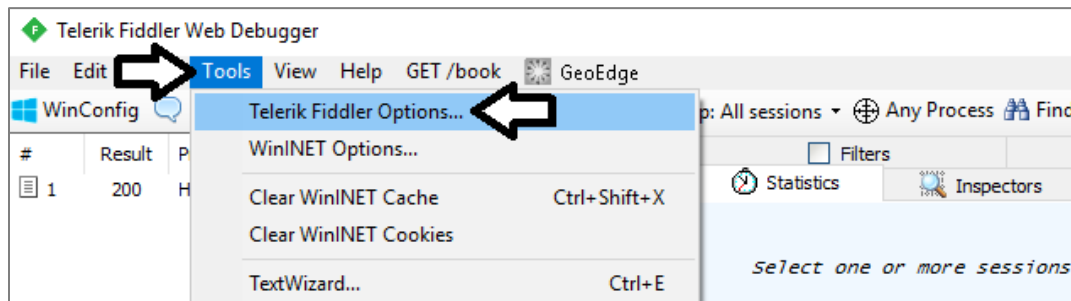 Telerik Fiddler Web Debugger
File Edit Tools View Help GET /book GeoEdge
WinConfig p: All sessions Any Process Find
Telerik Fiddler Options...
WinINET Options...
# Result P Filters
1 200 H Statistics Inspectors
Clear WinINET Cache Ctrl+Shift+X
Clear WinINET Cookies
Select one or more sessions
TextWizard... Ctrl+E